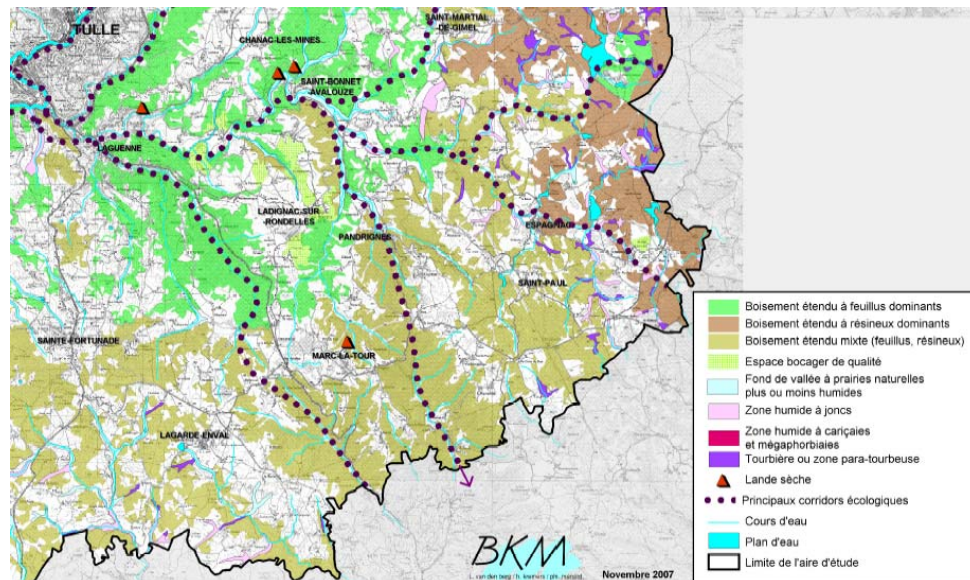 TULLE
SAINT-MARTIAL
DE-GIMEL
CHANAC-LES-MINES
SAINT-BONNET
AVALOUZE
LAGUENNE
LADIGNAC-SUR
-RONDELLES
PANDRIGNES
ESPAGNAC
SAINT-PAUL
SAINTE-FORTUNADE
MARC-LA-TOUR
LAGARDE-ENVAL
Boisement étendu à feuillus dominants
Boisement étendu à résineux dominants
Boisement étendu mixte (feuillus, résineux)
Espace bocager de qualité
Fond de vallée à prairies naturelles
plus ou moins humides
Zone humide à joncs
Zone humide à cariçaies
et mégaphorbiaies
Tourbière ou zone para-tourbeuse
Lande sèche
Principaux corridors écologiques
Cours d'eau
Plan d'eau
Limite de l'aire d'étude
BKM
Novembre 2007